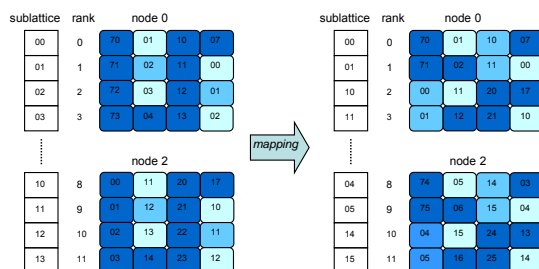 sublattice rank node 0
00 0 70 01 10 07
01 1 71 02 11 00
02 2 72 03 12 01
03 3 73 04 13 02
node 2
10 8 00 11 20 17
11 9 01 12 21 10
12 10 02 13 22 11
13 11 03 14 23 12
mapping
sublattice rank node 0
00 0 70 01 10 07
01 1 71 02 11 00
10 2 00 11 20 17
11 3 01 12 21 10
node 2
04 8 74 05 14 03
05 9 75 06 15 04
14 10 04 15 24 13
15 11 05 16 25 14